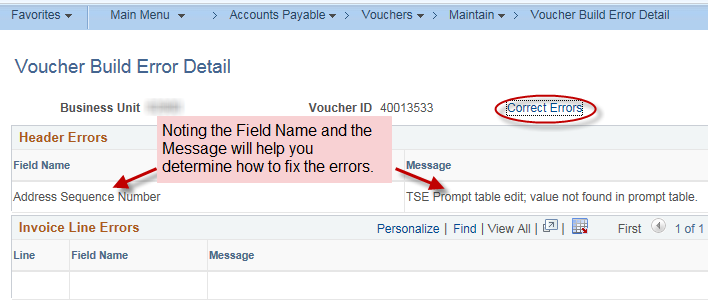 Favorites Main Menu > Accounts Payable > Vouchers > Maintain > Voucher Build Error Detail
Voucher Build Error Detail
Business Unit Voucher ID 40013533 Correct Errors
Header Errors
Noting the Field Name and the
Message will help you
determine how to fix the errors.
Field Name Message
Address Sequence Number TSE Prompt table edit; value not found in prompt table.
Invoice Line Errors Personalize | Find | View All | | First 1 of 1
Line Field Name Message